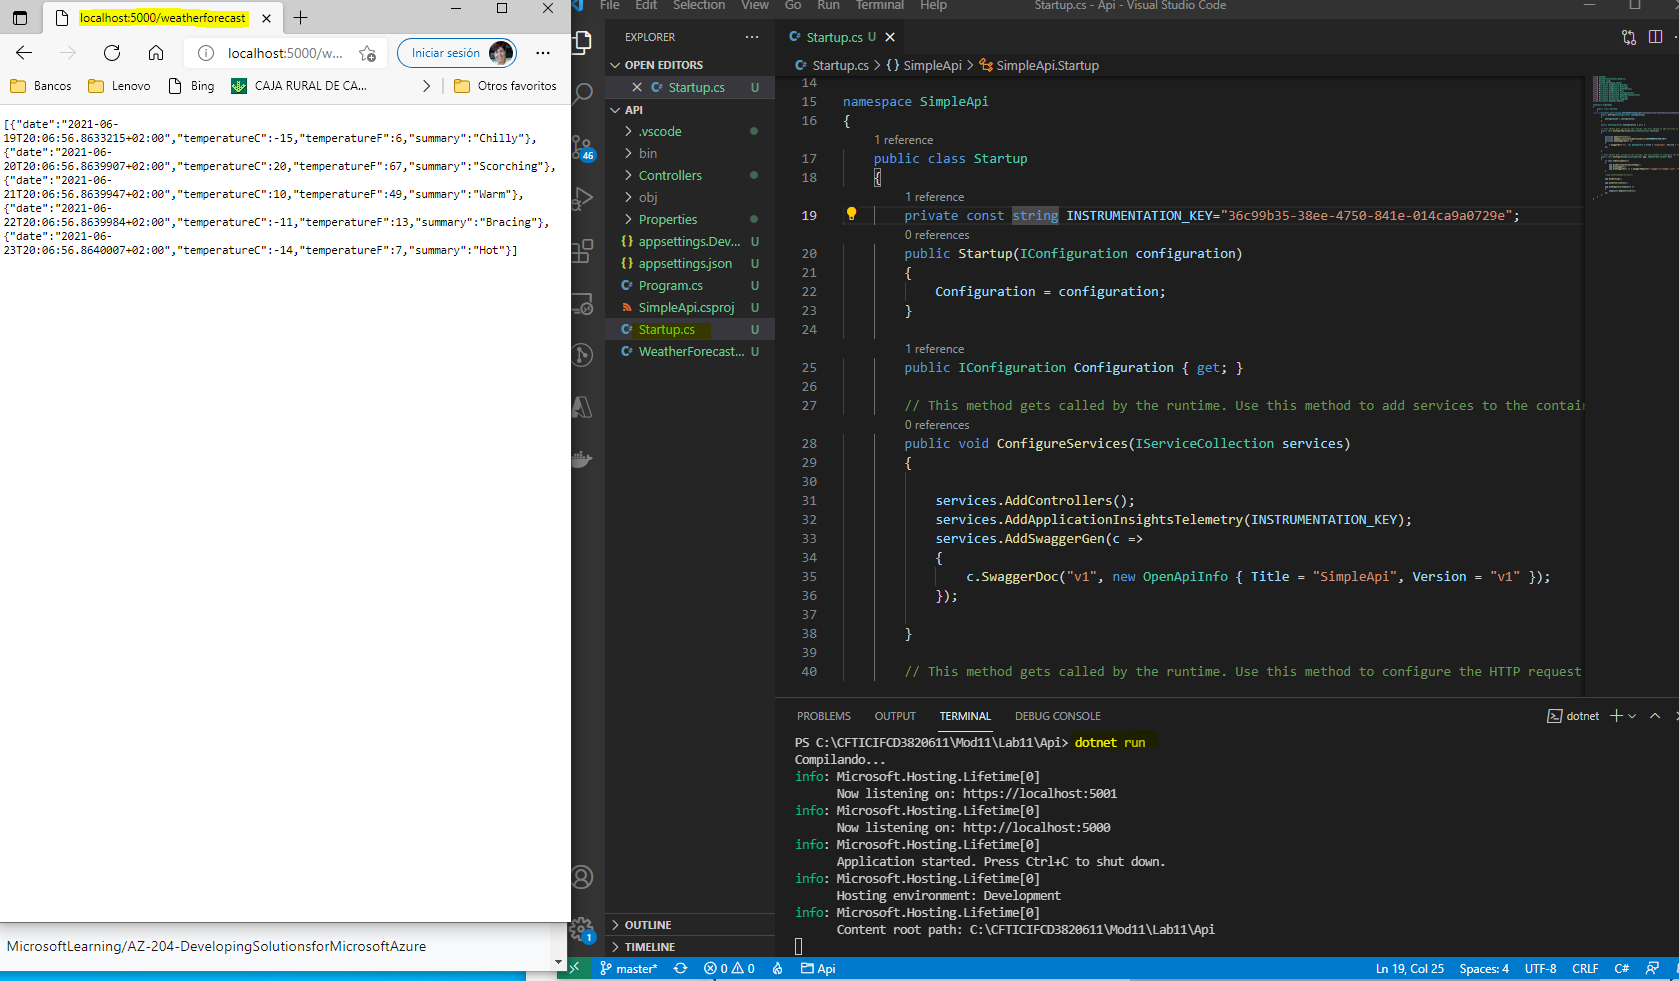 localhost:5000/weatherforecast
localhost:5000/w...
Iniciar sesión
Bancos
Lenovo
Bing
CAJA RURAL DE CA...
Otros favoritos
[{"date":"2021-06-
19T20:06:56.8633215+02:00","temperatureC":-15,"temperatureF":6,"summary":"Chilly"},
{"date":"2021-06-
20T20:06:56.8639907+02:00","temperatureC":20,"temperatureF":67,"summary":"Scorching"},
{"date":"2021-06-
21T20:06:56.8639947+02:00","temperatureC":10,"temperatureF":49,"summary":"Warm"},
{"date":"2021-06-
22T20:06:56.8639984+02:00","temperatureC":-11,"temperatureF":13,"summary":"Bracing"},
{"date":"2021-06-
23T20:06:56.8640007+02:00","temperatureC":-14,"temperatureF":7,"summary":"Hot"}]
MicrosoftLearning/AZ-204-DevelopingSolutionsforMicrosoftAzure
File Edit Selection View Go Run Terminal Help
Startup.cs - Api - Visual Studio Code
46
1
EXPLORER
OPEN EDITORS
Startup.cs U
API
.vscode
bin
Controllers
obj
Properties
appsettings.Dev... U
appsettings.json U
Program.cs U
SimpleApi.csproj U
Startup.cs U
WeatherForecast... U
OUTLINE
TIMELINE
Startup.cs U
Startup.cs > {} SimpleApi > SimpleApi.Startup
14
15 namespace SimpleApi
16 {
1 reference
17 public class Startup
18 {
1 reference
19 private const string INSTRUMENTATION_KEY="36c99b35-38ee-4750-841e-014ca9a0729e";
0 references
20 public Startup(IConfiguration configuration)
21 {
22 Configuration = configuration;
23 }
24
1 reference
25 public IConfiguration Configuration { get; }
26
27 // This method gets called by the runtime. Use this method to add services to the contai
0 references
28 public void ConfigureServices(IServiceCollection services)
29 {
30
31 services.AddControllers();
32 services.AddApplicationInsightsTelemetry(INSTRUMENTATION_KEY);
33 services.AddSwaggerGen(c =>
34 {
35 c.SwaggerDoc("v1", new OpenApiInfo { Title = "SimpleApi", Version = "v1" });
36 });
37
38 }
39
40 // This method gets called by the runtime. Use this method to configure the HTTP request
PROBLEMS OUTPUT TERMINAL DEBUG CONSOLE
dotnet
PS C:\CFTICIFCD3820611\Mod11\Lab11\Api> dotnet run
Compilando...
info: Microsoft.Hosting.Lifetime[0]
Now listening on: https://localhost:5001
info: Microsoft.Hosting.Lifetime[0]
Now listening on: http://localhost:5000
info: Microsoft.Hosting.Lifetime[0]
Application started. Press Ctrl+C to shut down.
info: Microsoft.Hosting.Lifetime[0]
Hosting environment: Development
info: Microsoft.Hosting.Lifetime[0]
Content root path: C:\CFTICIFCD3820611\Mod11\Lab11\Api
master* 0 0 Api
Ln 19, Col 25 Spaces: 4 UTF-8 CRLF C#